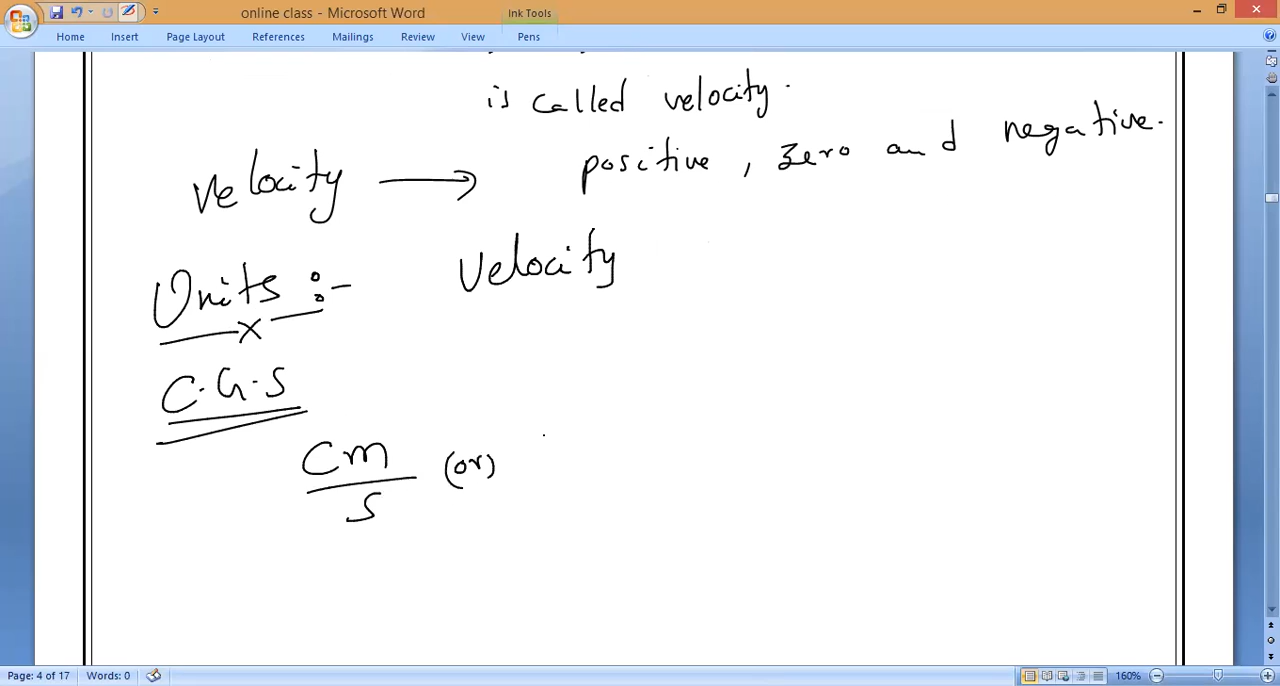 online class - Microsoft Word
Ink Tools
Home Insert Page Layout References Mailings Review View Pens
is called velocity.
velocity → positive, zero and negative.
Units :- velocity
C.G.S
cm
s
(or)
Page: 4 of 17 Words: 0 160%